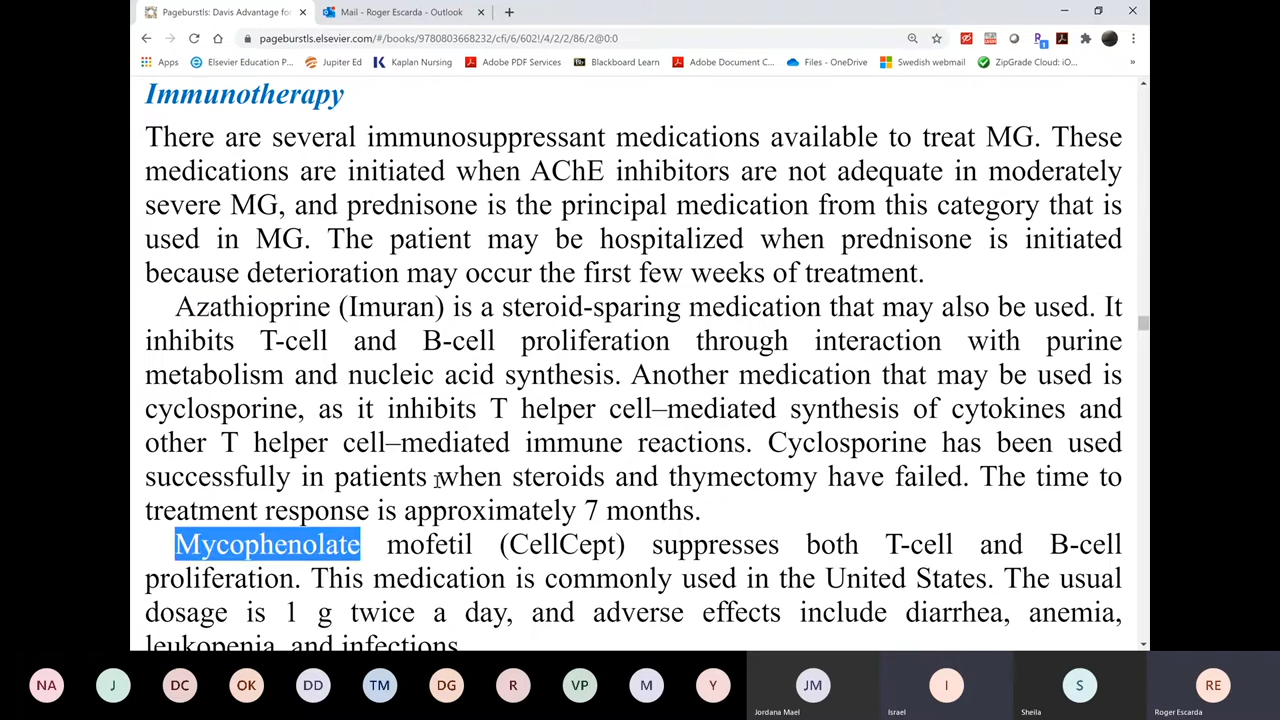 Pageburstls: Davis Advantage for
Mail - Roger Escarda - Outlook
pageburstls.elsevier.com/#/books/9780803668232/cfi/6/602!/4/2/2/86/2@0:0
Apps
Elsevier Education P...
Jupiter Ed
Kaplan Nursing
Adobe PDF Services
Blackboard Learn
Adobe Document C...
Files - OneDrive
Swedish webmail
ZipGrade Cloud: iO...
Immunotherapy
There are several immunosuppressant medications available to treat MG. These
medications are initiated when AChE inhibitors are not adequate in moderately
severe MG, and prednisone is the principal medication from this category that is
used in MG. The patient may be hospitalized when prednisone is initiated
because deterioration may occur the first few weeks of treatment.
Azathioprine (Imuran) is a steroid-sparing medication that may also be used. It
inhibits T-cell and B-cell proliferation through interaction with purine
metabolism and nucleic acid synthesis. Another medication that may be used is
cyclosporine, as it inhibits T helper cell–mediated synthesis of cytokines and
other T helper cell–mediated immune reactions. Cyclosporine has been used
successfully in patients when steroids and thymectomy have failed. The time to
treatment response is approximately 7 months.
Mycophenolate mofetil (CellCept) suppresses both T-cell and B-cell
proliferation. This medication is commonly used in the United States. The usual
dosage is 1 g twice a day, and adverse effects include diarrhea, anemia,
leukopenia, and infections.
NA
J
DC
OK
DD
TM
DG
R
VP
M
Y
JM
I
S
RE
Jordana Mael
Israel
Sheila
Roger Escarda